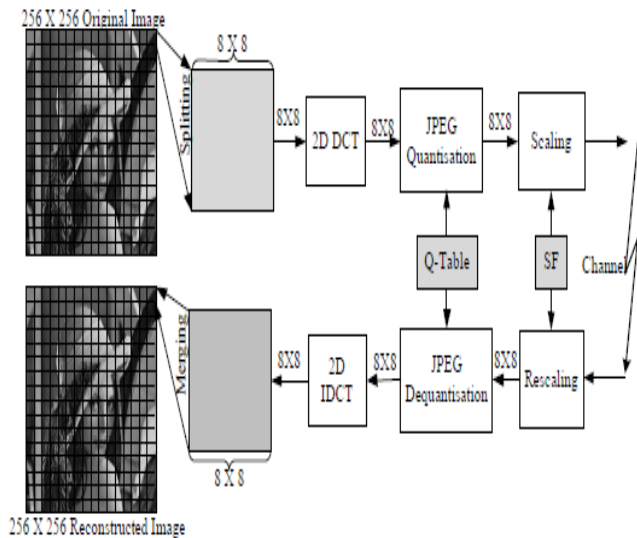 256 X 256 Original Image
8 X 8
Splitting
8X8
2D DCT
8X8
JPEG
Quantisation
8X8
Scaling
Q-Table
SF
Channel
Merging
8X8
2D
IDCT
8X8
JPEG
Dequantisation
8X8
Rescaling
8 X 8
256 X 256 Reconstructed Image